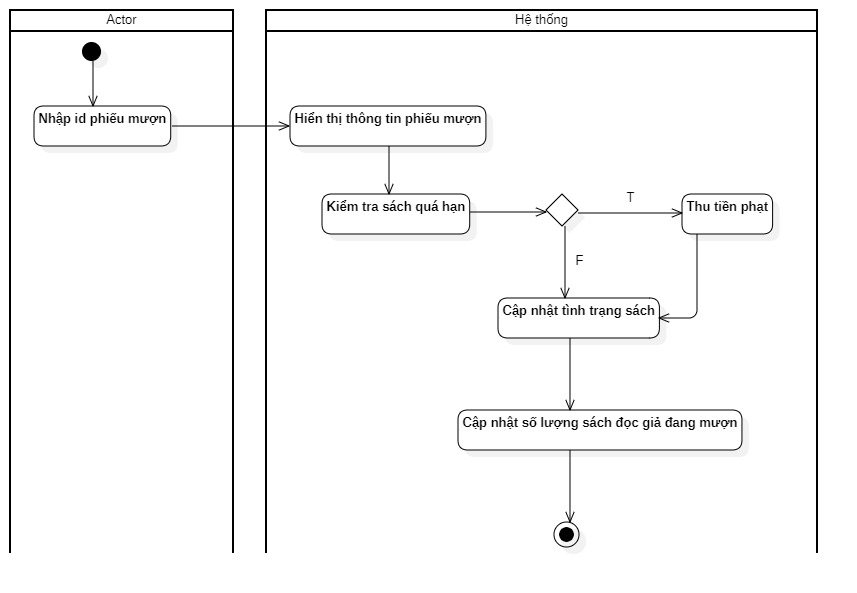 Actor
Hệ thống
Nhập id phiếu mượn
Hiển thị thông tin phiếu mượn
Kiểm tra sách quá hạn
T
Thu tiền phạt
F
Cập nhật tình trạng sách
Cập nhật số lượng sách đọc giả đang mượn